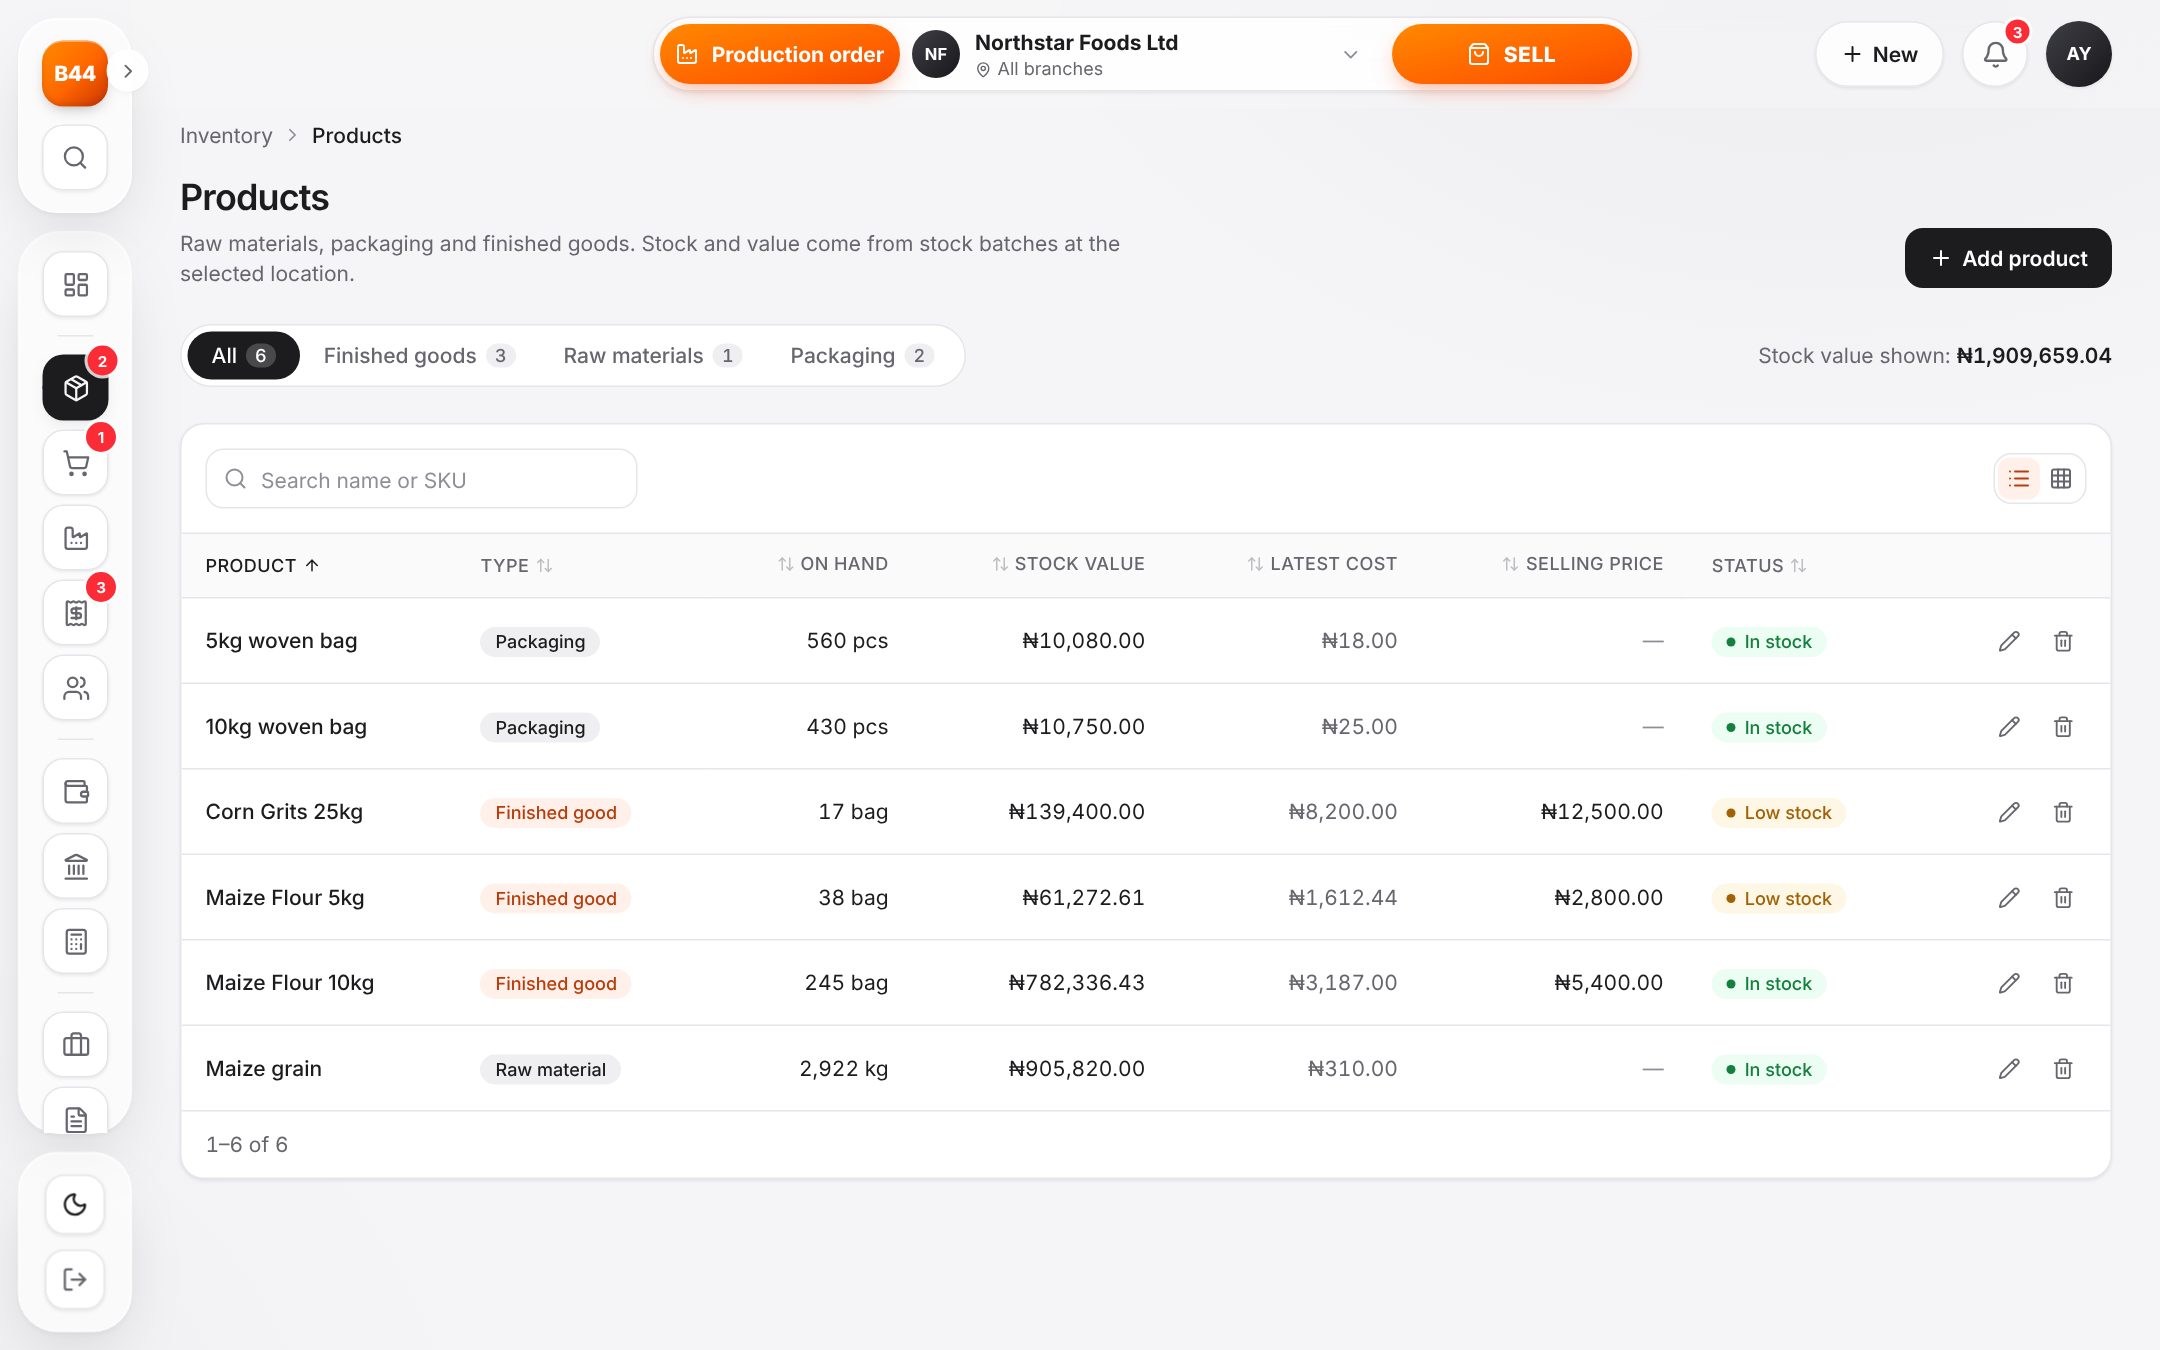 B44
Production order
NF
Northstar Foods Ltd
All branches
SELL
New
3
AY
Inventory
Products
Products
Raw materials, packaging and finished goods. Stock and value come from stock batches at the
selected location.
Add product
2
1
3
All 6
Finished goods 3
Raw materials 1
Packaging 2
Stock value shown: ₦1,909,659.04
Search name or SKU
PRODUCT TYPE ON HAND STOCK VALUE LATEST COST SELLING PRICE STATUS
5kg woven bag Packaging 560 pcs ₦10,080.00 ₦18.00 — In stock
10kg woven bag Packaging 430 pcs ₦10,750.00 ₦25.00 — In stock
Corn Grits 25kg Finished good 17 bag ₦139,400.00 ₦8,200.00 ₦12,500.00 Low stock
Maize Flour 5kg Finished good 38 bag ₦61,272.61 ₦1,612.44 ₦2,800.00 Low stock
Maize Flour 10kg Finished good 245 bag ₦782,336.43 ₦3,187.00 ₦5,400.00 In stock
Maize grain Raw material 2,922 kg ₦905,820.00 ₦310.00 — In stock
1–6 of 6